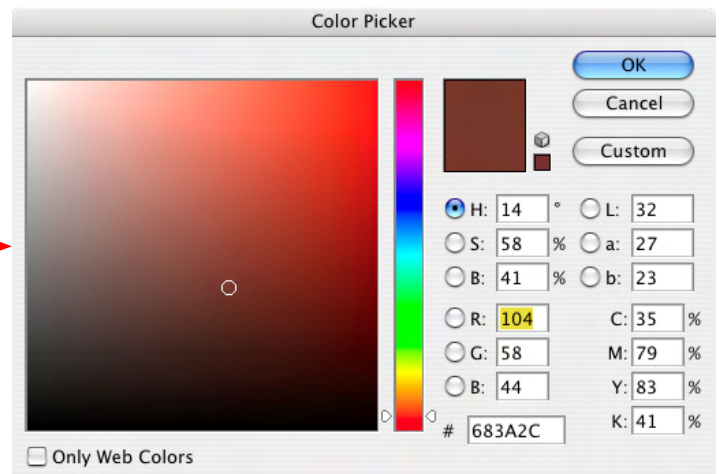 Color Picker
OK
Cancel
Custom
H: 14 ° L: 32
S: 58 % a: 27
B: 41 % b: 23
R: 104 C: 35 %
G: 58 M: 79 %
B: 44 Y: 83 %
# 683A2C K: 41 %
Only Web Colors